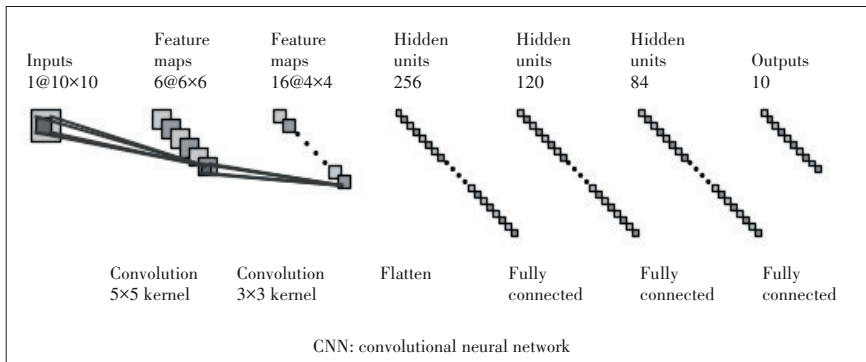 Inputs
1@10×10
Feature
maps
6@6×6
Feature
maps
16@4×4
Hidden
units
256
Hidden
units
120
Hidden
units
84
Outputs
10
Convolution
5×5 kernel
Convolution
3×3 kernel
Flatten
Fully
connected
Fully
connected
Fully
connected
CNN: convolutional neural network